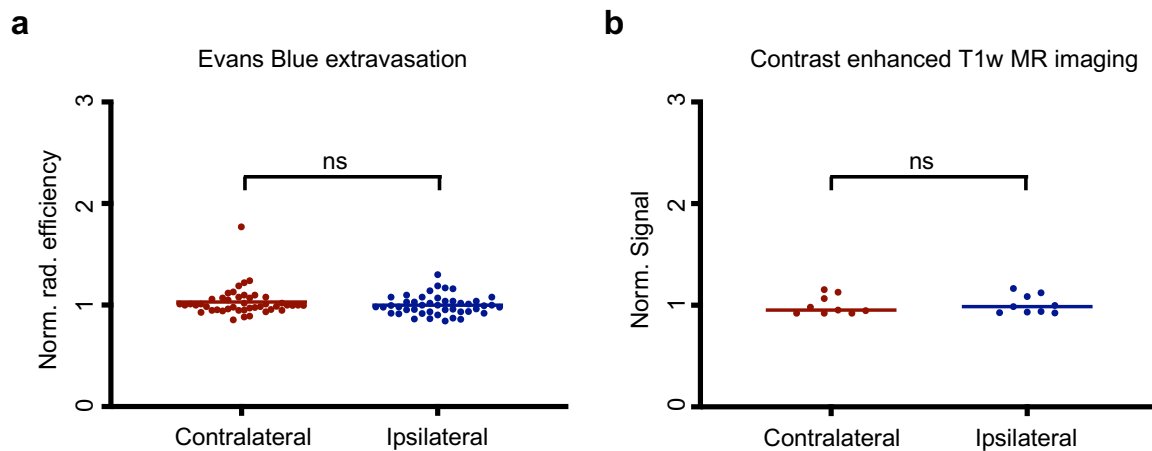 a
Evans Blue extravasation
Norm. rad. efficiency
3
2
1
0
ns
Contralateral
Ipsilateral
b
Contrast enhanced T1w MR imaging
Norm. Signal
3
2
1
0
ns
Contralateral
Ipsilateral